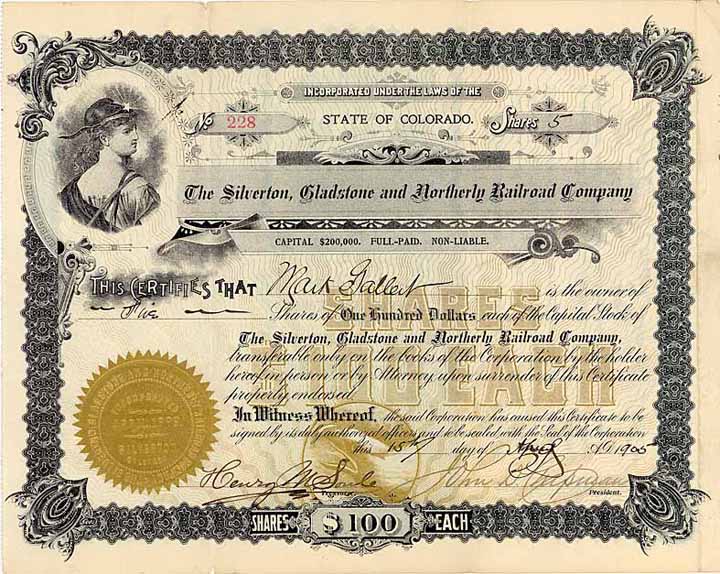 INCORPORATED UNDER THE LAWS OF THE
No 228 STATE OF COLORADO. Shares 5
The Silverton, Gladstone and Northerly Railroad Company
CAPITAL $200,000. FULL-PAID. NON-LIABLE.
THIS CERTIFIES THAT Mark is the owner of
Five Shares of One Hundred Dollars each of the Capital Stock of
The Silverton, Gladstone and Northerly Railroad Company,
transferable only on the books of the Corporation by the holder
hereof in person or by Attorney, upon surrender of this Certificate
properly endorsed.
In Witness Whereof, the said Corporation has caused this Certificate to be
signed by its duly authorized officers and to be sealed with the Seal of the Corporation
this 15th day of A.D. 1905
Henry M Soule John
President.
SHARES $100 EACH
SHARES
$100 EACH